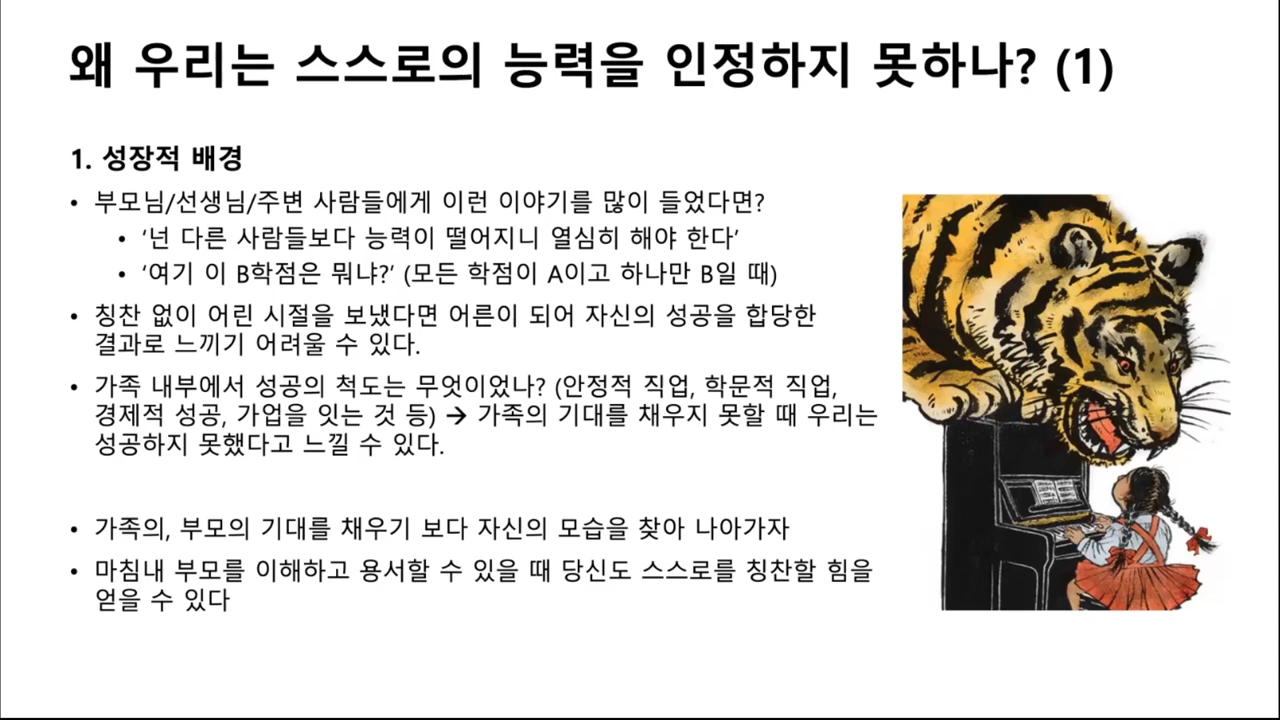 왜 우리는 스스로의 능력을 인정하지 못하나? (1)
1. 성장적 배경
• 부모님/선생님/주변 사람들에게 이런 이야기를 많이 들었다면?
• ‘넌 다른 사람들보다 능력이 떨어지니 열심히 해야 한다’
• ‘여기 이 B학점은 뭐냐?’ (모든 학점이 A이고 하나만 B일 때)
• 칭찬 없이 어린 시절을 보냈다면 어른이 되어 자신의 성공을 합당한
결과로 느끼기 어려울 수 있다.
• 가족 내부에서 성공의 척도는 무엇이었나? (안정적 직업, 학문적 직업,
경제적 성공, 가업을 잇는 것 등) → 가족의 기대를 채우지 못할 때 우리는
성공하지 못했다고 느낄 수 있다.
• 가족의, 부모의 기대를 채우기 보다 자신의 모습을 찾아 나아가자
• 마침내 부모를 이해하고 용서할 수 있을 때 당신도 스스로를 칭찬할 힘을
얻을 수 있다